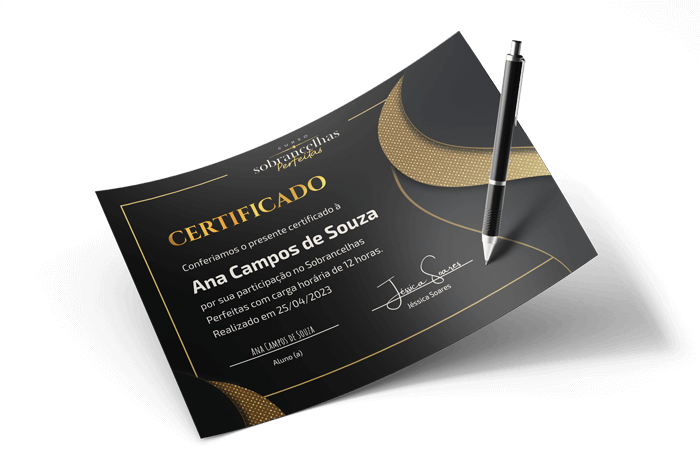 CURSO
sobrancelhas
Perfeitas
CERTIFICADO
Conferiamos o presente certificado à
Ana Campos de Souza
por sua participação no Sobrancelhas
Perfeitas com carga horária de 12 horas.
Realizado em 25/04/2023
Ana Campos de Souza
Aluno (a)
Jéssica Soares
Jéssica Soares